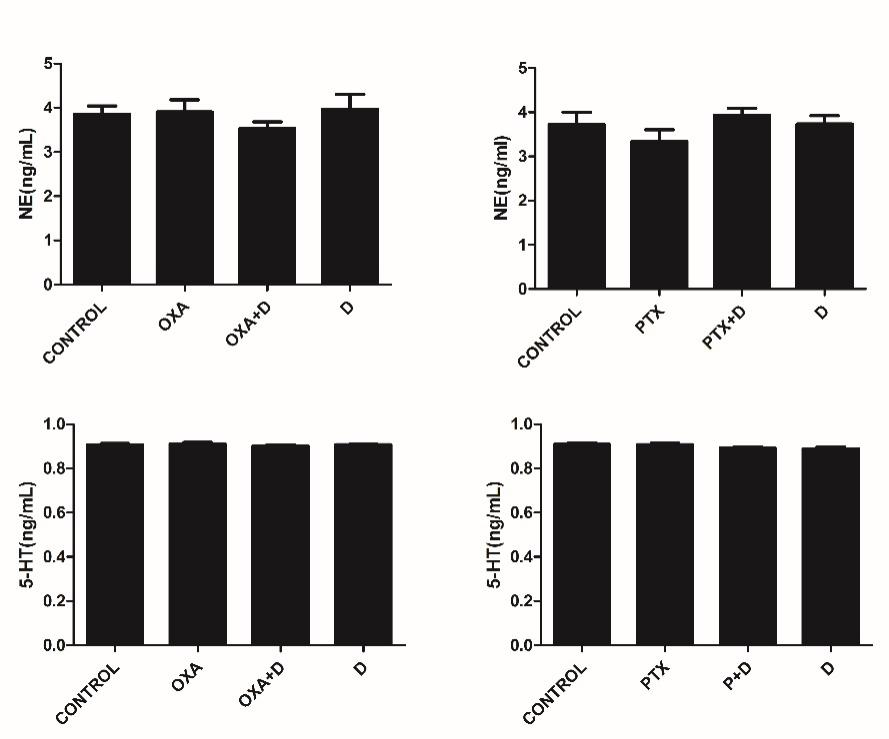 5
4
3
2
1
0
NE(ng/mL)
CONTROL
OXA
OXA+D
D
5
4
3
2
1
0
NE(ng/ml)
CONTROL
PTX
PTX+D
D
1.0
0.8
0.6
0.4
0.2
0.0
5-HT(ng/mL)
CONTROL
OXA
OXA+D
D
1.0
0.8
0.6
0.4
0.2
0.0
5-HT(ng/mL)
CONTROL
PTX
P+D
D